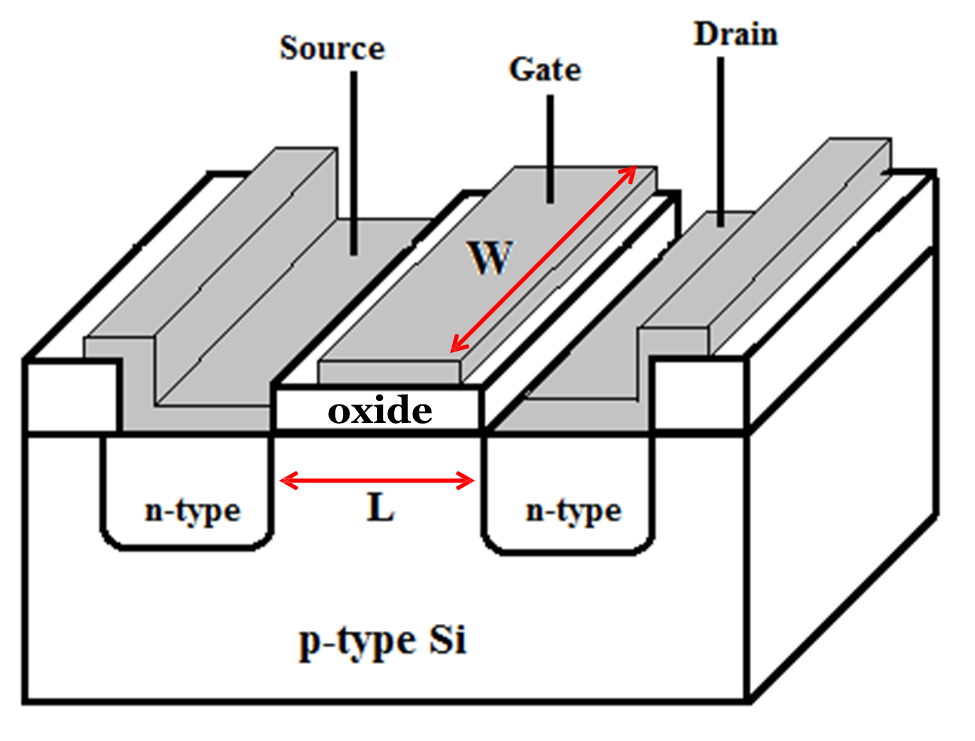 Source
Gate
Drain
W
oxide
L
n-type
n-type
p-type Si